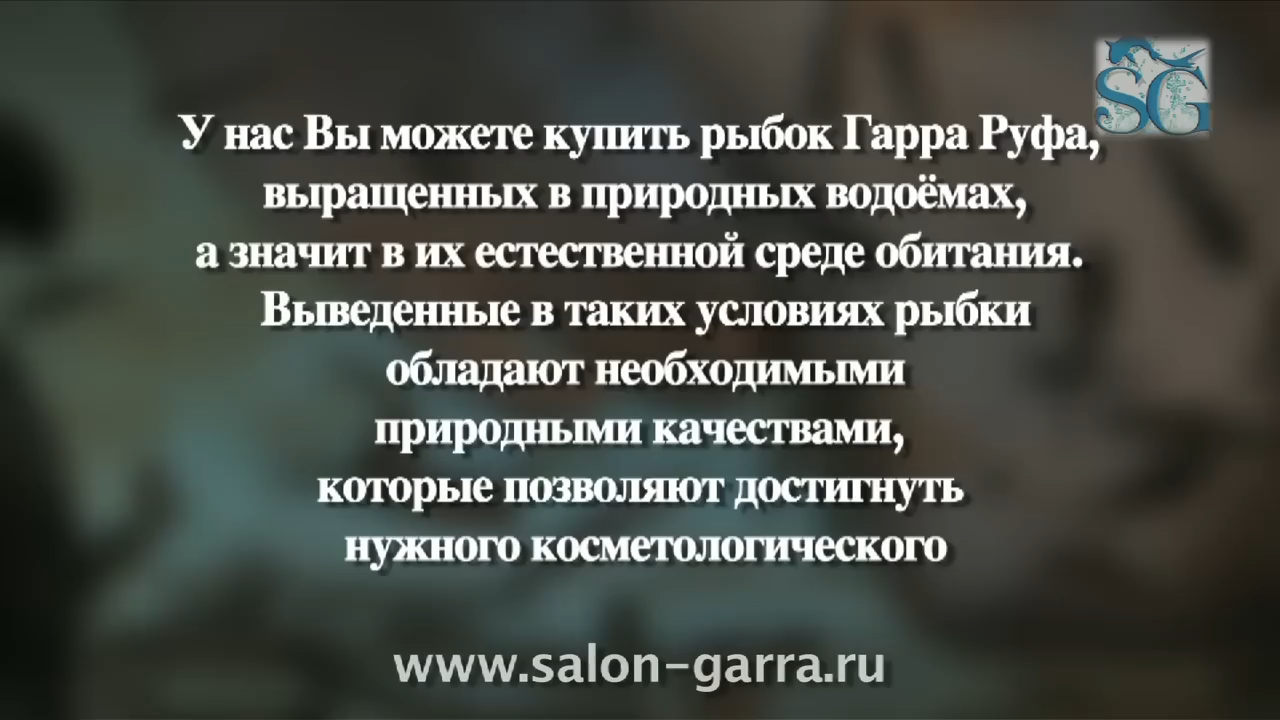 SG
У нас Вы можете купить рыбок Гарра Руфа,
выращенных в природных водоёмах,
а значит в их естественной среде обитания.
Выведенные в таких условиях рыбки
обладают необходимыми
природными качествами,
которые позволяют достигнуть
нужного косметологического
www.salon-garra.ru